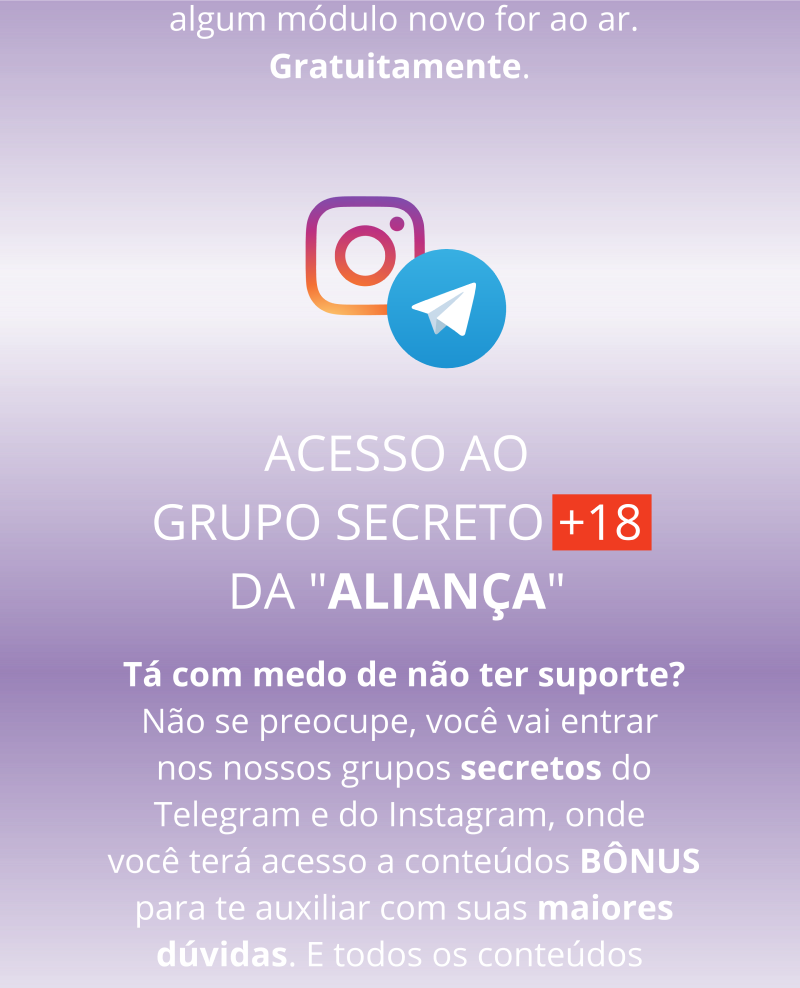 algum módulo novo for ao ar.
Gratuitamente.
ACESSO AO
GRUPO SECRETO +18
DA "ALIANÇA"
Tá com medo de não ter suporte?
Não se preocupe, você vai entrar
nos nossos grupos secretos do
Telegram e do Instagram, onde
você terá acesso a conteúdos BÔNUS
para te auxiliar com suas maiores
dúvidas. E todos os conteúdos